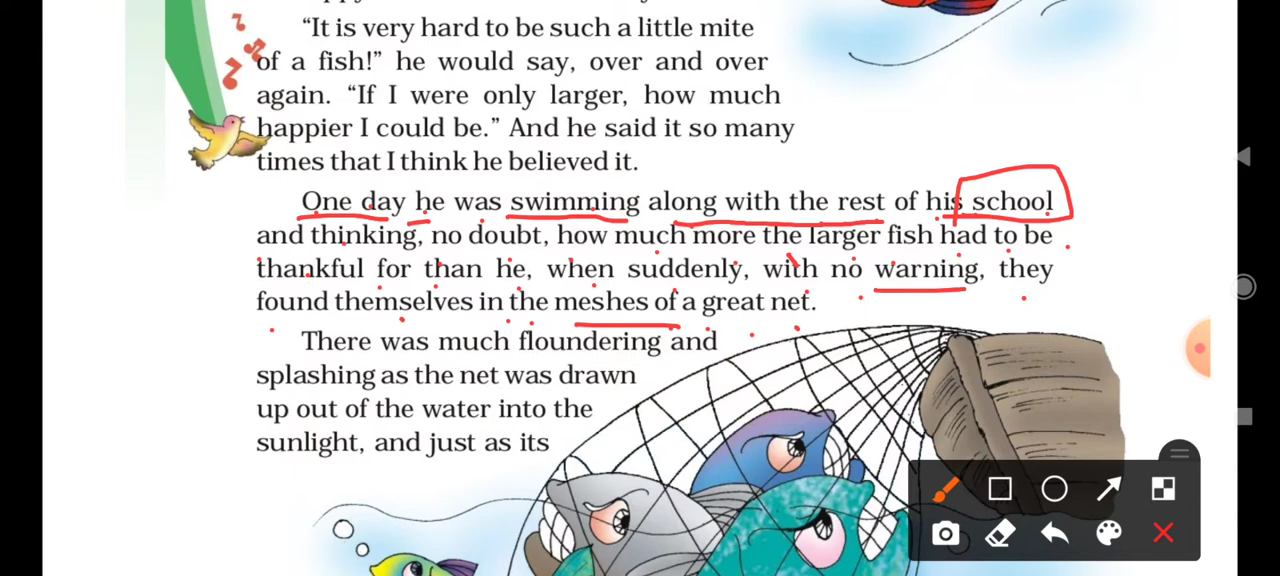 "It is very hard to be such a little mite
of a fish!" he would say, over and over
again. "If I were only larger, how much
happier I could be." And he said it so many
times that I think he believed it.
One day he was swimming along with the rest of his school
and thinking, no doubt, how much more the larger fish had to be
thankful for than he, when suddenly, with no warning, they
found themselves in the meshes of a great net.
There was much floundering and
splashing as the net was drawn
up out of the water into the
sunlight, and just as its